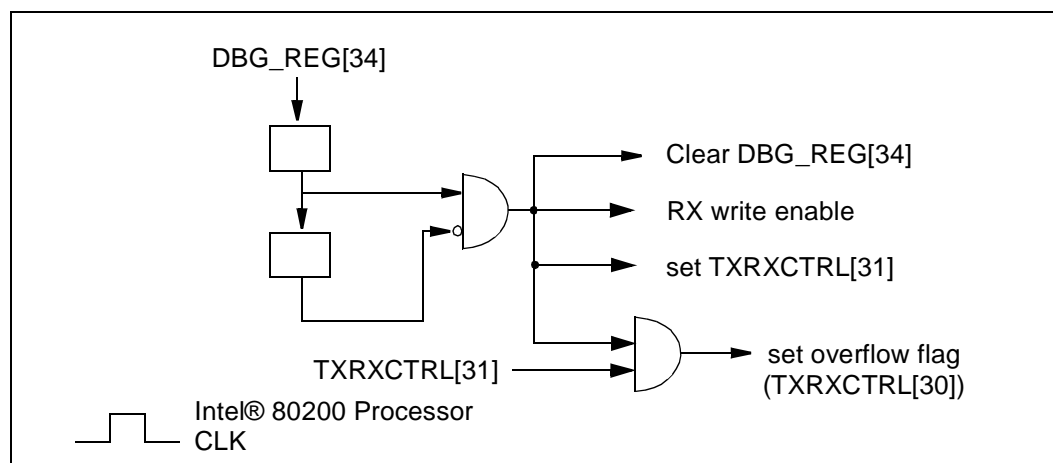 DBG_REG[34]
Clear DBG_REG[34]
RX write enable
set TXRXCTRL[31]
TXRXCTRL[31]
set overflow flag
(TXRXCTRL[30])
Intel® 80200 Processor
CLK